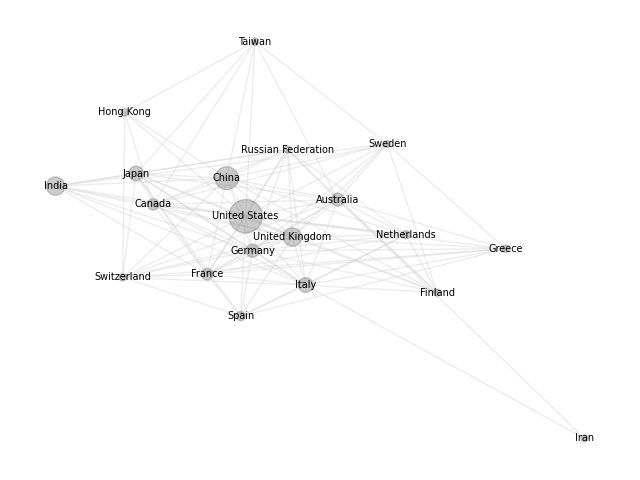 Taiwan
Hong Kong
Sweden
Russian Federation
Japan
China
India
Canada
Australia
United States
Netherlands
United Kingdom
Germany
Greece
France
Switzerland
Italy
Finland
Spain
Iran